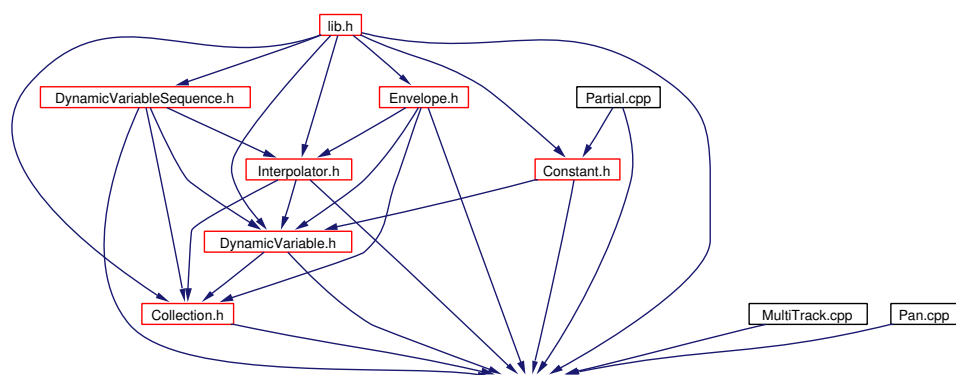 lib.h
DynamicVariableSequence.h
Envelope.h
Partial.cpp
Interpolator.h
Constant.h
DynamicVariable.h
Collection.h
MultiTrack.cpp
Pan.cpp